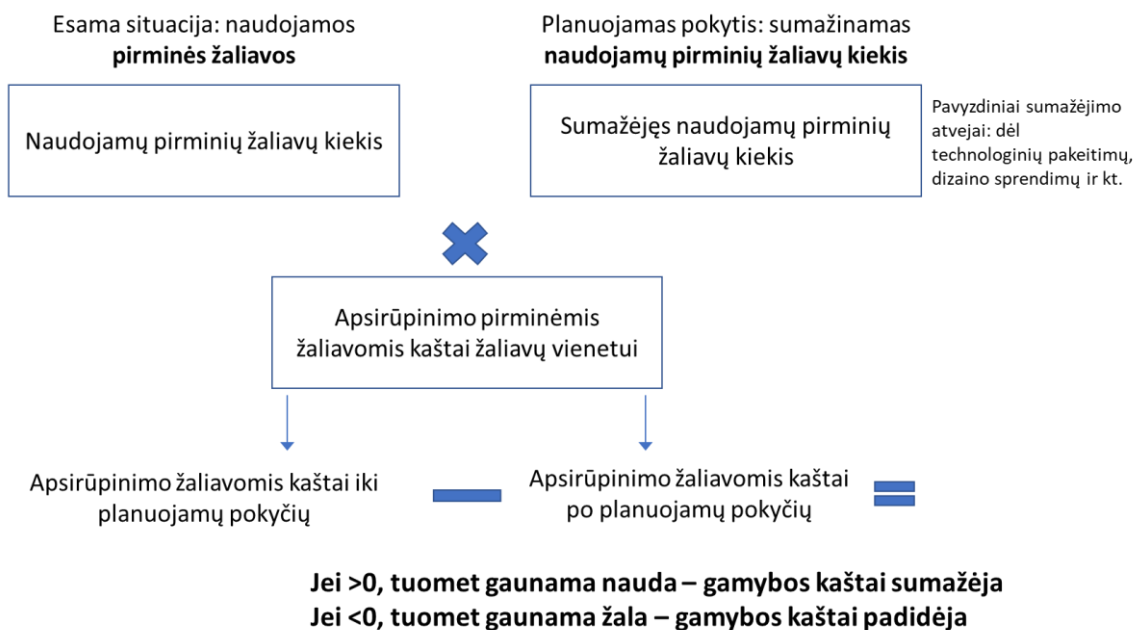 Esama situacija: naudojamos
pirminės žaliavos
Planuojamas pokytis: sumažinamas
naudojamų pirminių žaliavų kiekis
Naudojamų pirminių žaliavų kiekis
Sumažėjęs naudojamų pirminių
žaliavų kiekis
Pavyzdiniai sumažėjimo
atvejai: dėl
technologinių pakeitimų,
dizaino sprendimų ir kt.
Apsirūpinimo pirminėmis
žaliavomis kaštai žaliavų vienetui
Apsirūpinimo žaliavomis kaštai iki
planuojamų pokyčių
Apsirūpinimo žaliavomis kaštai
po planuojamų pokyčių
Jei >0, tuomet gaunama nauda – gamybos kaštai sumažėja
Jei <0, tuomet gaunama žala – gamybos kaštai padidėja